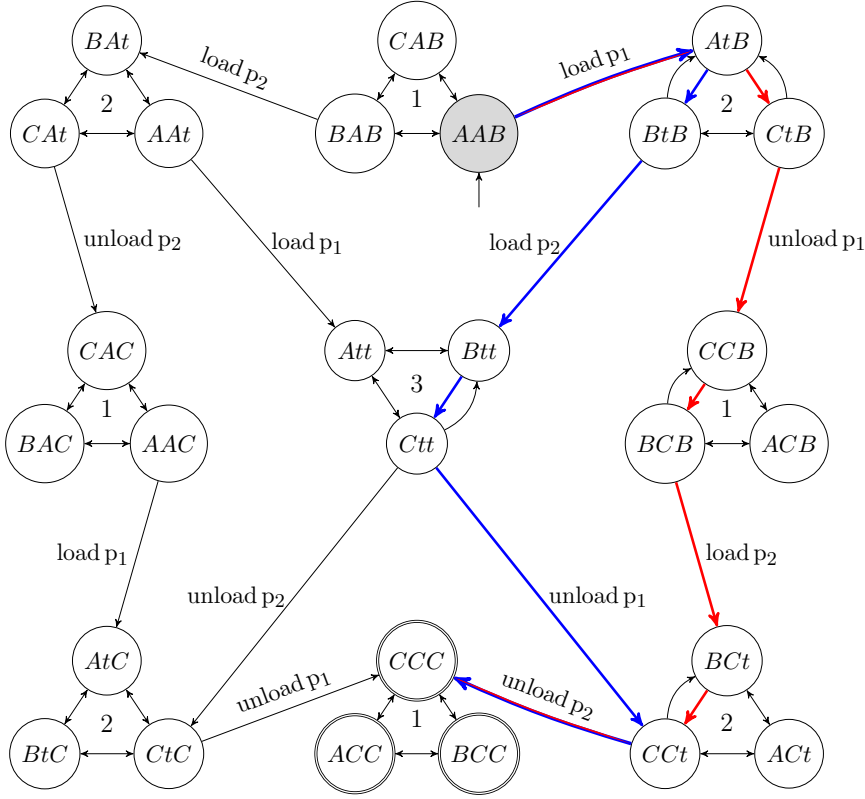 BAt
CAB
AtB
load p2
load p1
2
1
2
CAt
AAt
BAB
AAB
BtB
CtB
unload p2
load p1
load p2
unload p1
CAC
Att
Btt
CCB
1
3
1
BAC
AAC
Ctt
BCB
ACB
load p1
load p2
unload p2
unload p1
AtC
CCC
BCt
unload p1
unload p2
2
1
2
BtC
CtC
ACC
BCC
CCt
ACt